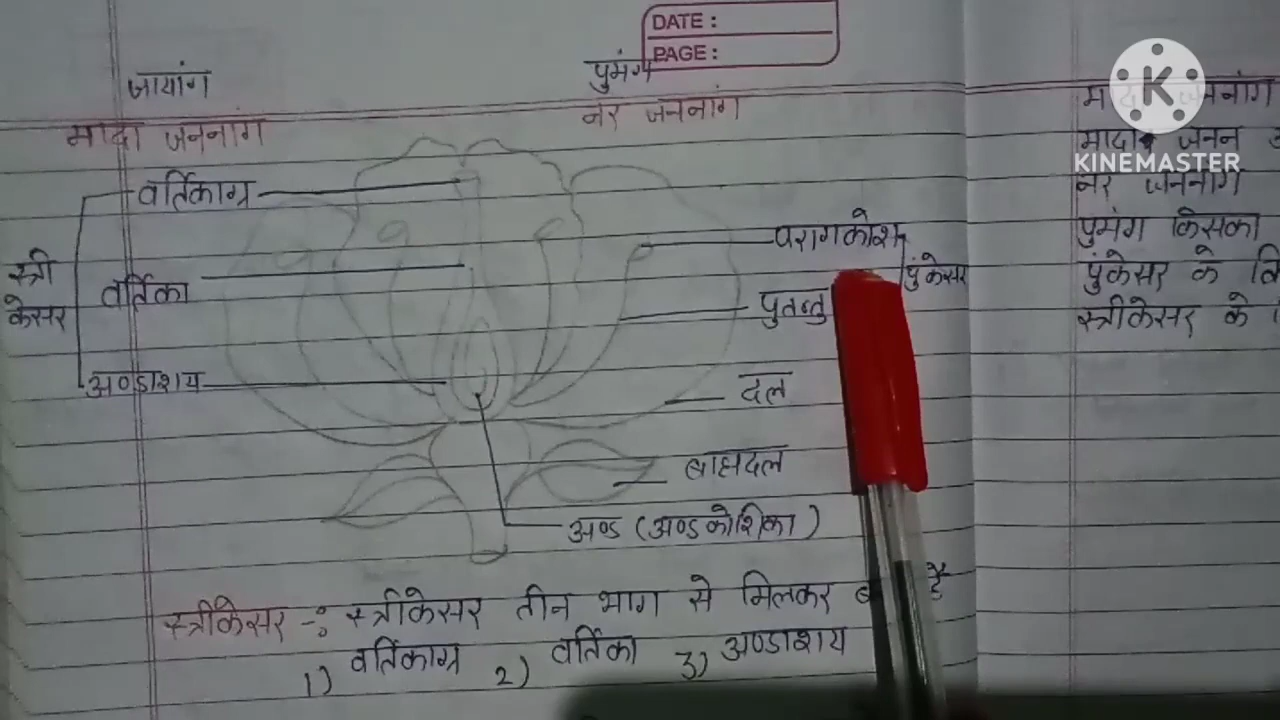 DATE :
PAGE :
जायांग
पुमंग
मादा जननांग
नर जननांग
वर्तिकाग्र
स्त्री केसर
वर्तिका
अण्डाशय
परागकोश
पुंकेसर
पुतन्तु
दल
बाह्यदल
अण्ड (अण्डकोशिका)
स्त्रीकेसर -: स्त्रीकेसर तीन भाग से मिलकर है
1) वर्तिकाग्र 2) वर्तिका 3) अण्डाशय
जननांग
मादा जनन
नर जननांग
पुमंग किसका
पुंकेसर के
स्त्रीकेसर के
K
KINEMASTER